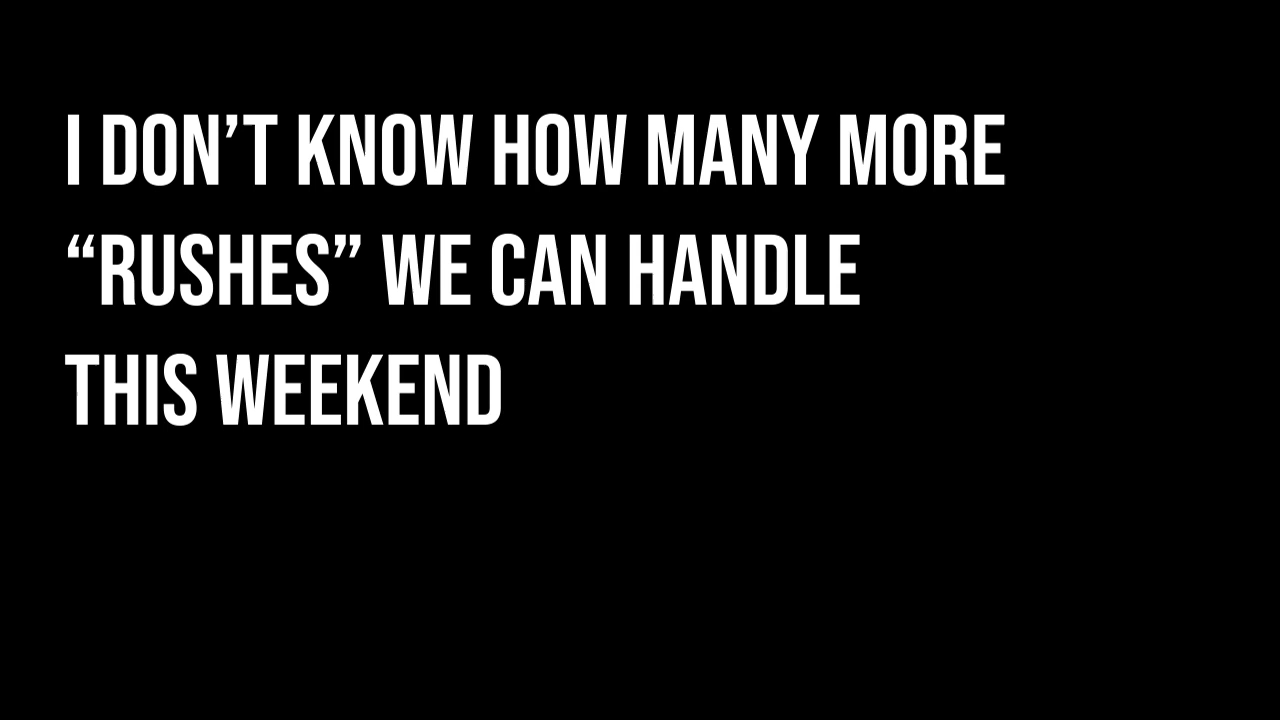 I DON’T KNOW HOW MANY MORE
“RUSHES” WE CAN HANDLE
THIS WEEKEND